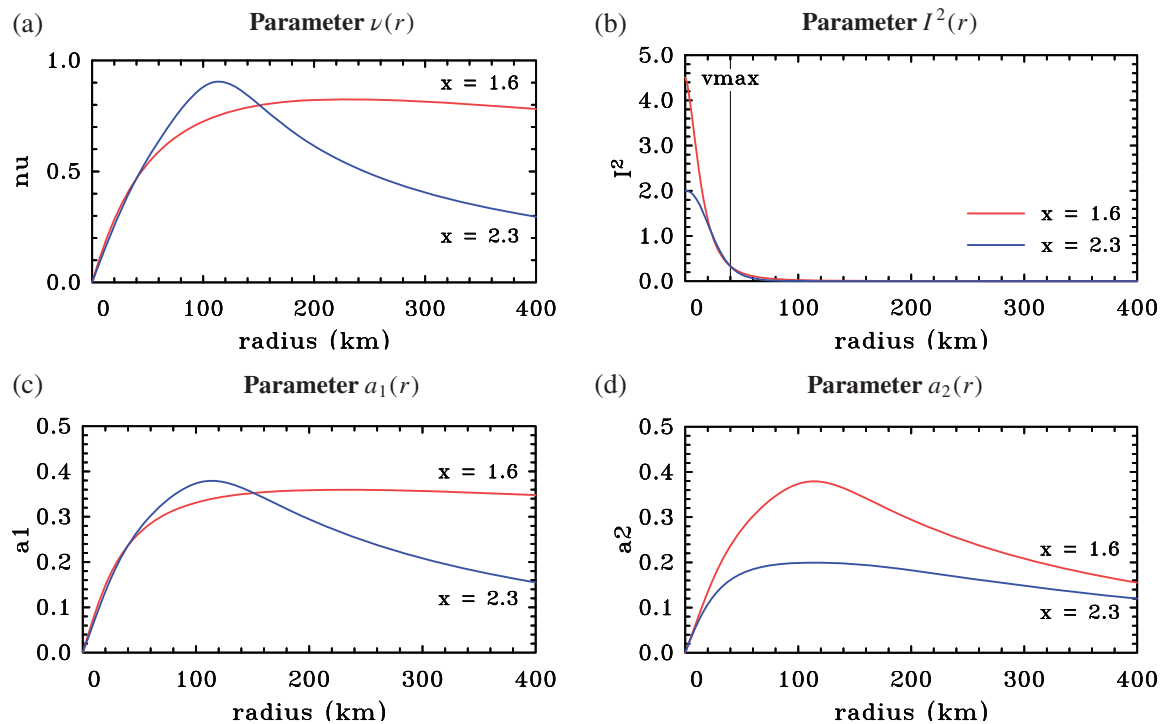 (a) Parameter ν(r)
1.0
0.5
0.0
nu
x = 1.6
x = 2.3
0 100 200 300 400
radius (km)
(b) Parameter I²(r)
5.0
4.0
3.0
2.0
1.0
0.0
I²
vmax
x = 1.6
x = 2.3
0 100 200 300 400
radius (km)
(c) Parameter a₁(r)
0.5
0.4
0.3
0.2
0.1
0.0
a1
x = 1.6
x = 2.3
0 100 200 300 400
radius (km)
(d) Parameter a₂(r)
0.5
0.4
0.3
0.2
0.1
0.0
a2
x = 1.6
x = 2.3
0 100 200 300 400
radius (km)